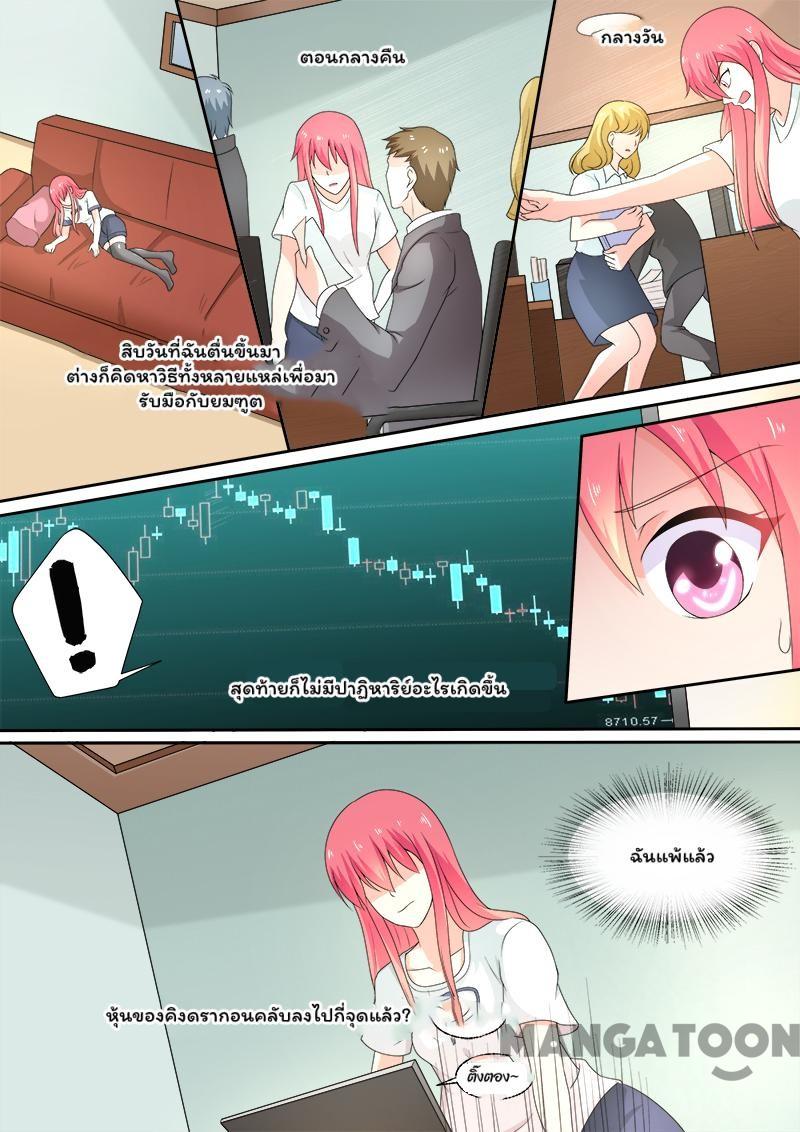 กลางวัน
ตอนกลางคืน
สิบวันที่ฉันตื่นขึ้นมา
ต่างก็คิดหาวิธีทั้งหลายแหล่เพื่อมา
รับมือกับยมฑูต
!
สุดท้ายก็ไม่มีปาฏิหาริย์อะไรเกิดขึ้น
8710.57
ฉันแพ้แล้ว
หุ้นของคิงดรากอนคลับลงไปกี่จุดแล้ว?
ติ๊งตอง~
MANGATOON